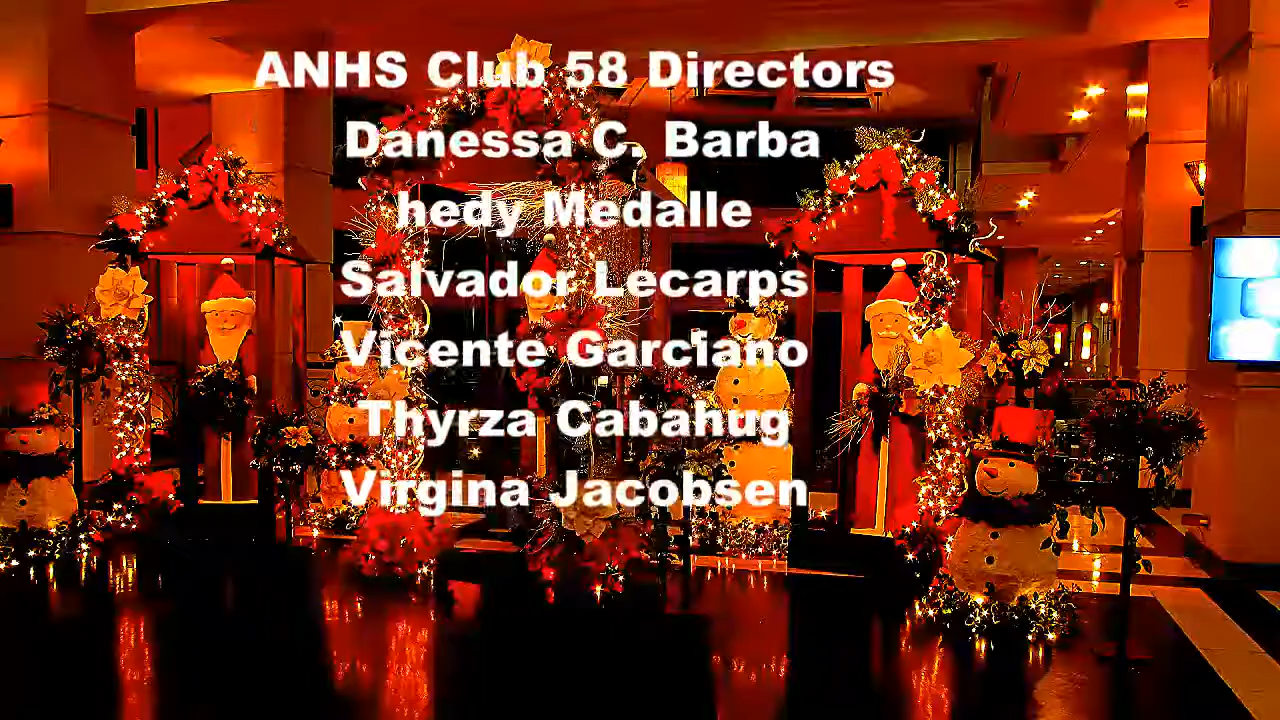 ANHS Club 58 Directors
Danessa C. Barba
hedy Medalle
Salvador Lecarps
Vicente Garciano
Thyrza Cabahug
Virgina Jacobsen